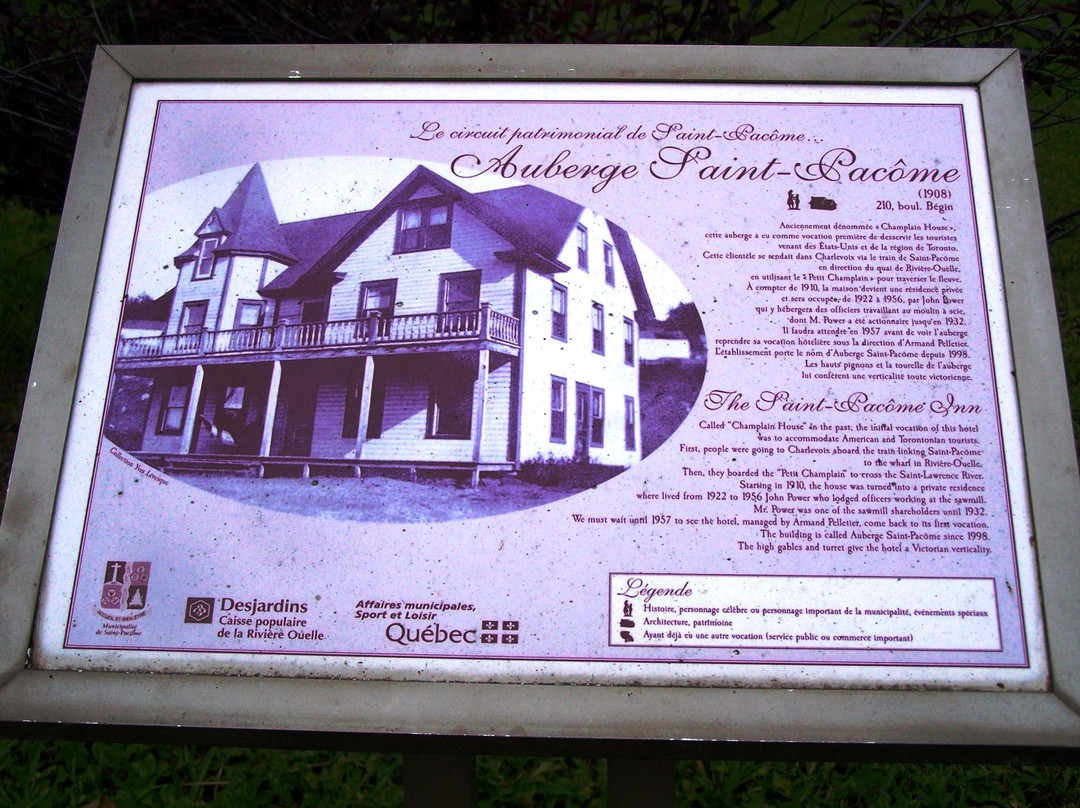 Le circuit patrimonial de Saint-Pacôme...
Auberge Saint-Pacôme
(1908)
210, boul. Bégin
Anciennement dénommée « Champlain House »,
cette auberge a eu comme vocation première de desservir les touristes
venant des États-Unis et de la région de Toronto.
Cette clientèle se rendait dans Charlevoix via le train de Saint-Pacôme
en direction du quai de Rivière-Ouelle,
en utilisant le « Petit Champlain » pour traverser le fleuve.
À compter de 1910, la maison devient une résidence privée
et sera occupée, de 1922 à 1956, par John Power
qui y hébergera des officiers travaillant au moulin à scie,
dont M. Power a été actionnaire jusqu'en 1932.
Il faudra attendre en 1957 avant de voir l'auberge
reprendre sa vocation hôtelière sous la direction d'Armand Pelletier.
L'établissement porte le nom d'Auberge Saint-Pacôme depuis 1998.
Les hauts pignons et la tourelle de l'auberge
lui confèrent une verticalité toute victorienne.
The Saint-Pacôme Inn
Called "Champlain House" in the past, the initial vocation of this hotel
was to accommodate American and Torontonian tourists.
First, people were going to Charlevoix aboard the train linking Saint-Pacôme
to the wharf in Rivière-Ouelle.
Then, they boarded the "Petit Champlain" to cross the Saint-Lawrence River.
Starting in 1910, the house was turned into a private residence
where lived from 1922 to 1956 John Power who lodged officers working at the sawmill.
Mr. Power was one of the sawmill shareholders until 1932.
We must wait until 1957 to see the hotel, managed by Armand Pelletier, come back to its first vocation.
The building is called Auberge Saint-Pacôme since 1998.
The high gables and turret give the hotel a Victorian verticality.
Collection Yves Lévesque
Municipalité
de Saint-Pacôme
Desjardins
Caisse populaire
de la Rivière Ouelle
Affaires municipales,
Sport et Loisir
Québec
Légende
Histoire, personnage célèbre ou personnage important de la municipalité, événements spéciaux
Architecture, patrimoine
Ayant déjà eu une autre vocation (service public ou commerce important)